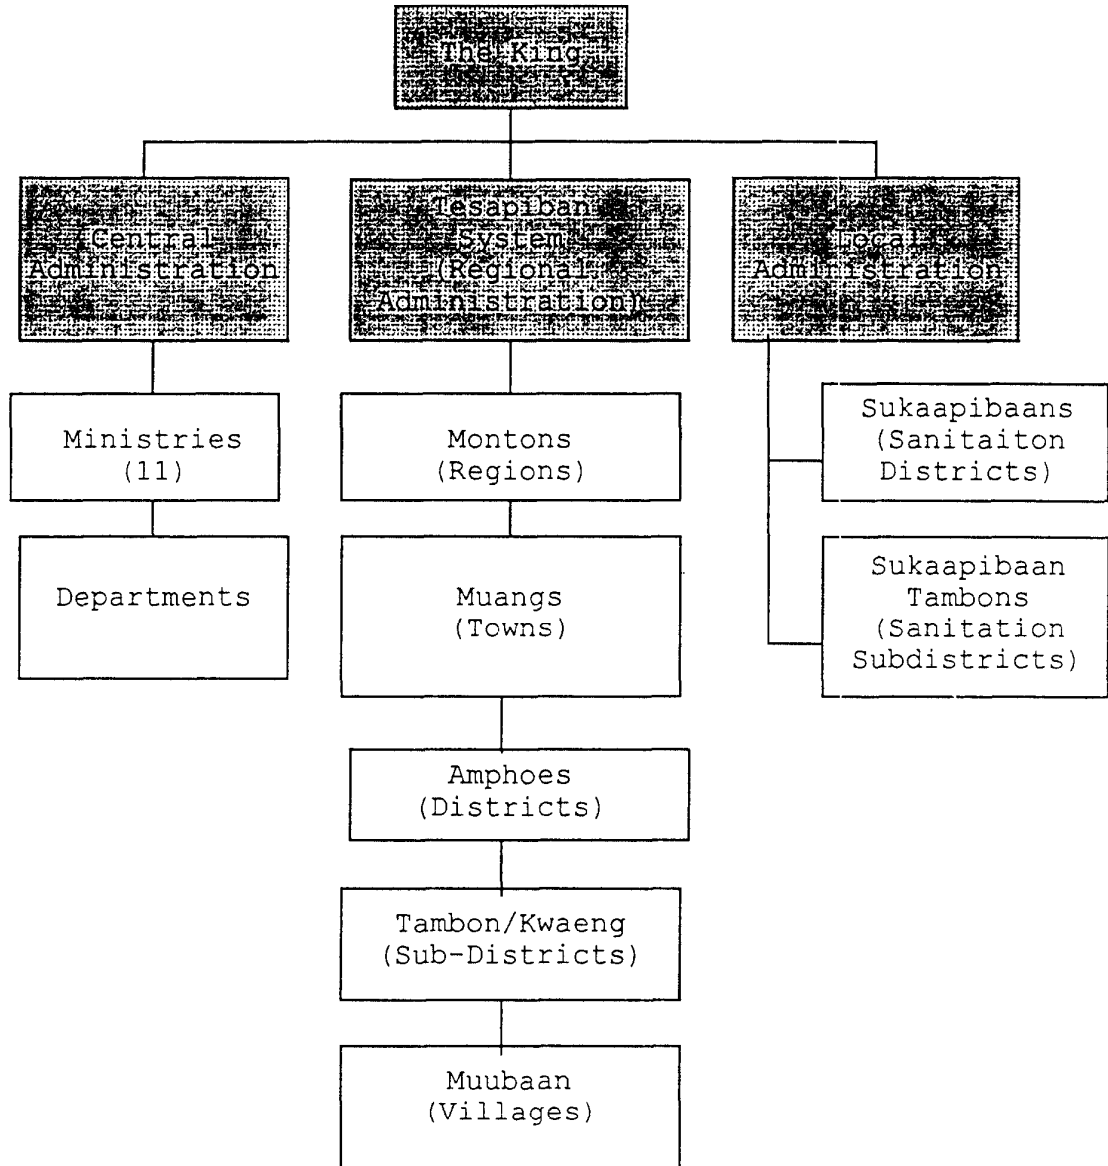 The King
Central
Administration
Tesapiban
System
(Regional
Administration)
Local
Administration
Ministries
(11)
Montons
(Regions)
Sukaapibaans
(Sanitaiton
Districts)
Departments
Muangs
(Towns)
Sukaapibaan
Tambons
(Sanitation
Subdistricts)
Amphoes
(Districts)
Tambon/Kwaeng
(Sub-Districts)
Muubaan
(Villages)